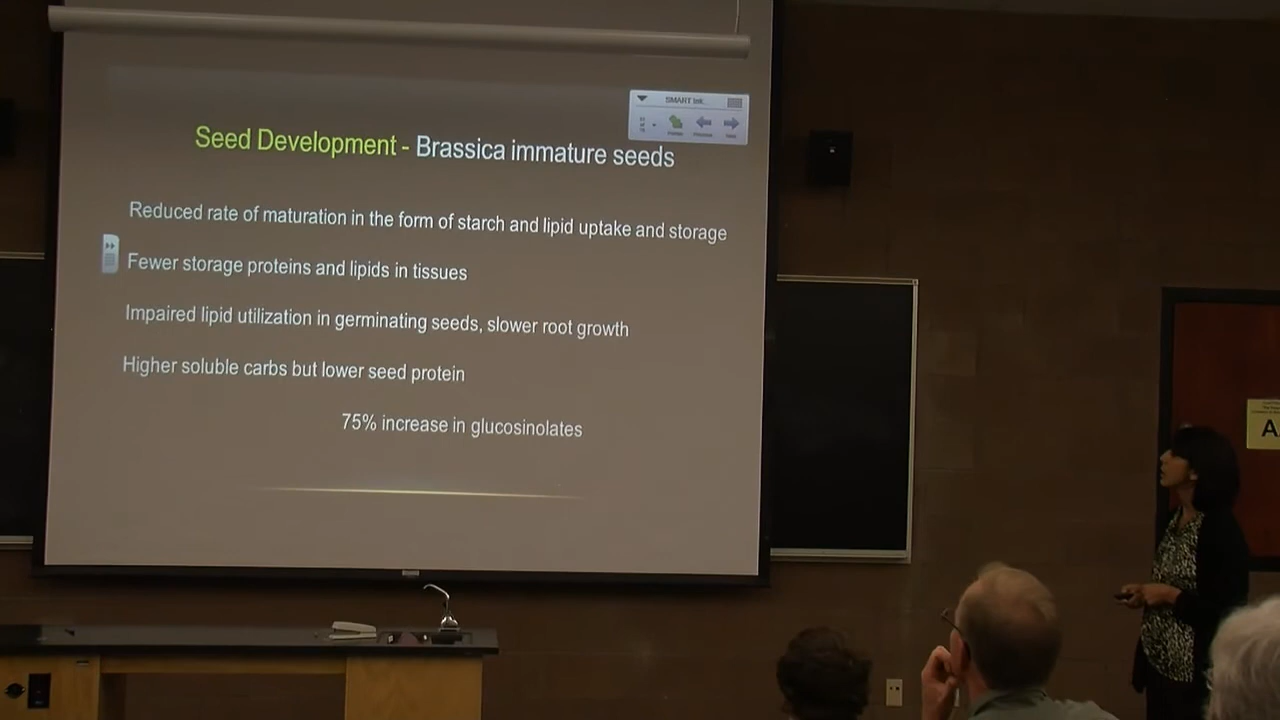 SMART Ink
Seed Development - Brassica immature seeds
Reduced rate of maturation in the form of starch and lipid uptake and storage
Fewer storage proteins and lipids in tissues
Impaired lipid utilization in germinating seeds, slower root growth
Higher soluble carbs but lower seed protein
75% increase in glucosinolates
A